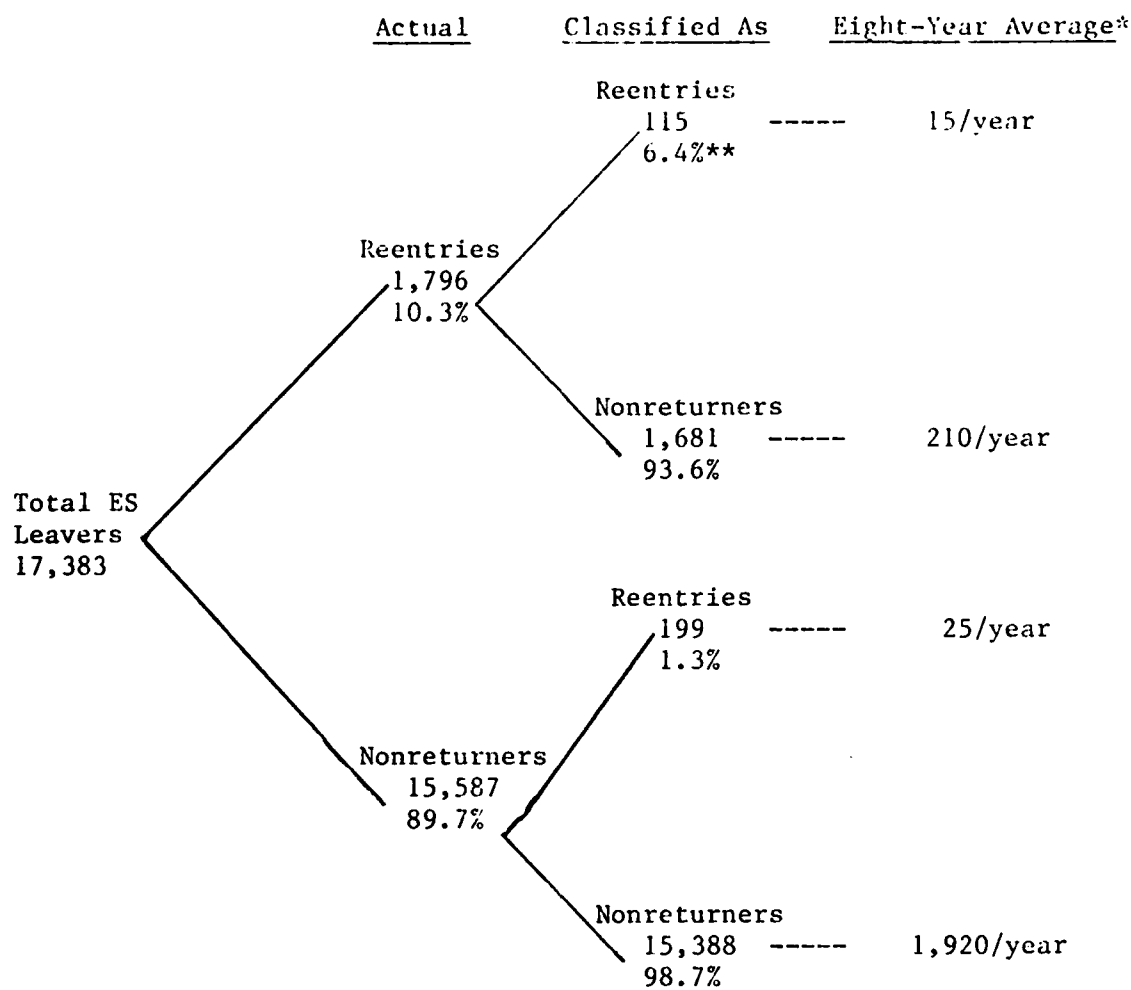 Actual Classified As Eight-Year Average*
Reentries
115 ----- 15/year
6.4%**
Reentries
1,796
10.3%
Nonreturners
1,681 ----- 210/year
93.6%
Total ES
Leavers
17,383
Reentries
199 ----- 25/year
1.3%
Nonreturners
15,587
89.7%
Nonreturners
15,388 ----- 1,920/year
98.7%